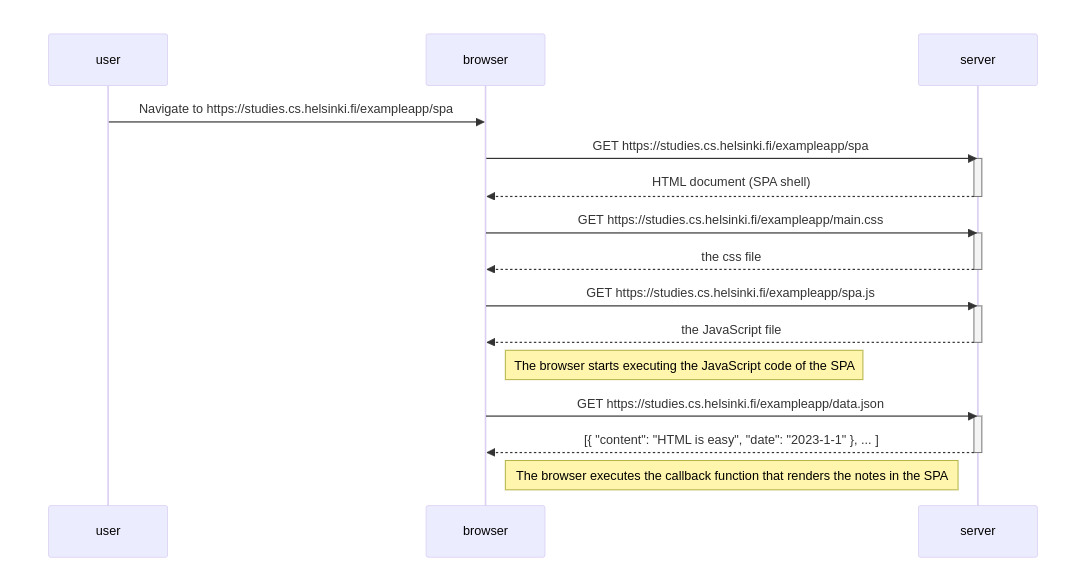 user
browser
server
Navigate to https://studies.cs.helsinki.fi/exampleapp/spa
GET https://studies.cs.helsinki.fi/exampleapp/spa
HTML document (SPA shell)
GET https://studies.cs.helsinki.fi/exampleapp/main.css
the css file
GET https://studies.cs.helsinki.fi/exampleapp/spa.js
the JavaScript file
The browser starts executing the JavaScript code of the SPA
GET https://studies.cs.helsinki.fi/exampleapp/data.json
[{ "content": "HTML is easy", "date": "2023-1-1" }, ... ]
The browser executes the callback function that renders the notes in the SPA
user
browser
server